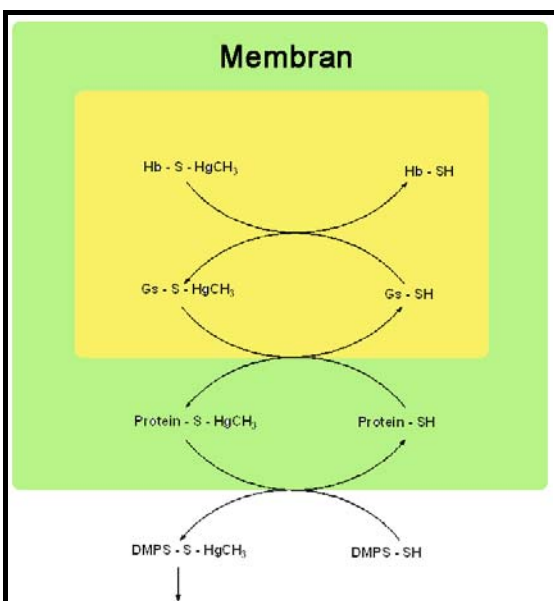 Membran
Hb - S - HgCH₃ Hb - SH
Gs - S - HgCH₃ Gs - SH
Protein - S - HgCH₃ Protein - SH
DMPS - S - HgCH₃ DMPS - SH